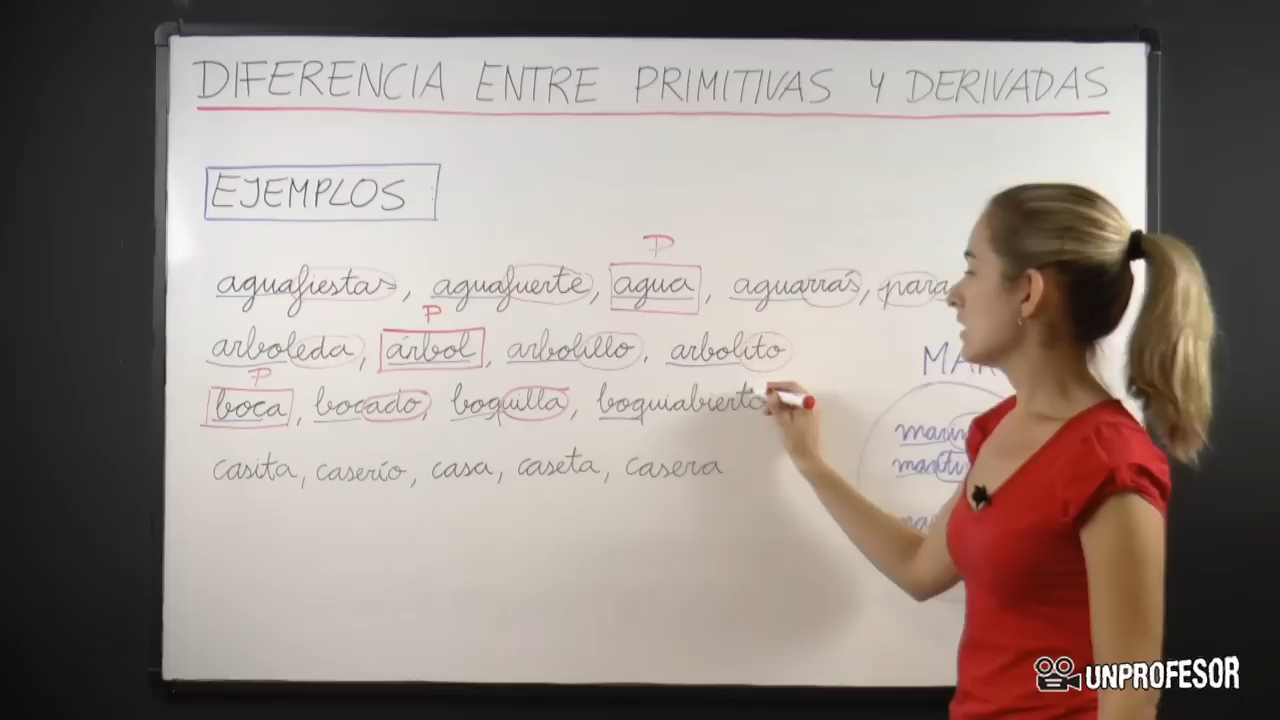 DIFERENCIA ENTRE PRIMITIVAS Y DERIVADAS
EJEMPLOS
P
aguafiestas, aguafuerte, agua, aguarrás,
P
arboleda, árbol, arbolillo, arbolito
P
boca, bocado, boquilla, boquiabierto
casita, caserío, casa, caseta, casera
UNPROFESOR